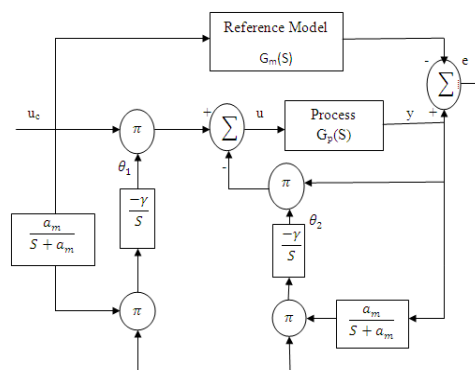 Reference Model
Gm(S)
-
e
Σ
+
uc
π
+
Σ
u
Process
Gp(S)
y
-
θ1
π
θ2
-γ
S
-γ
S
am
S + am
π
π
am
S + am